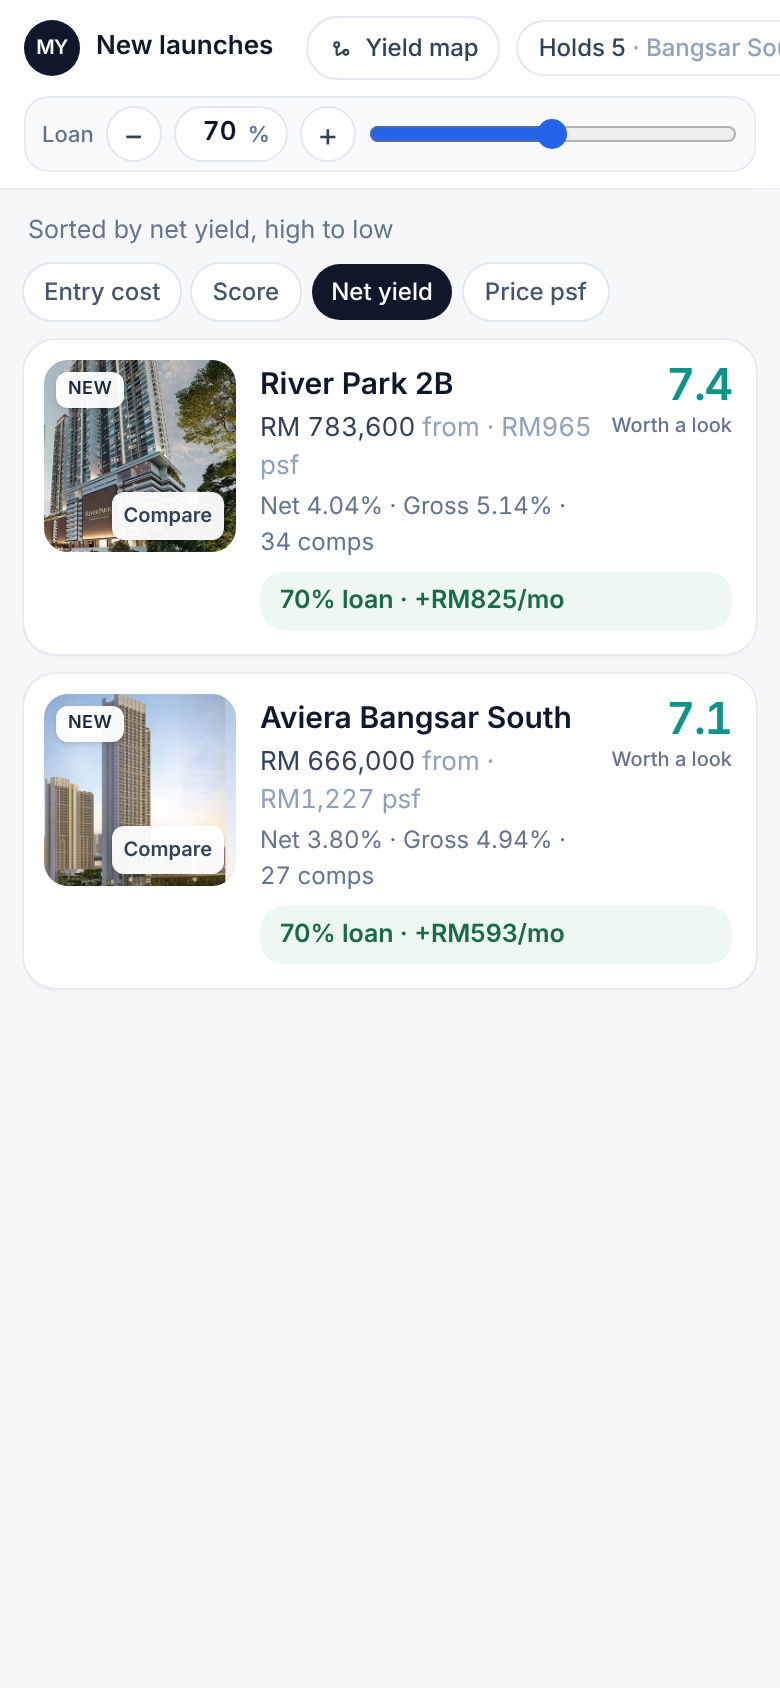 MY New launches Yield map Holds 5 · Bangsar Sou
Loan − 70 % +
Sorted by net yield, high to low
Entry cost Score Net yield Price psf
NEW
RIVER PARK
Compare
River Park 2B
7.4
RM 783,600 from · RM965
psf
Worth a look
Net 4.04% · Gross 5.14% ·
34 comps
70% loan · +RM825/mo
NEW
Compare
Aviera Bangsar South
7.1
RM 666,000 from ·
RM1,227 psf
Worth a look
Net 3.80% · Gross 4.94% ·
27 comps
70% loan · +RM593/mo